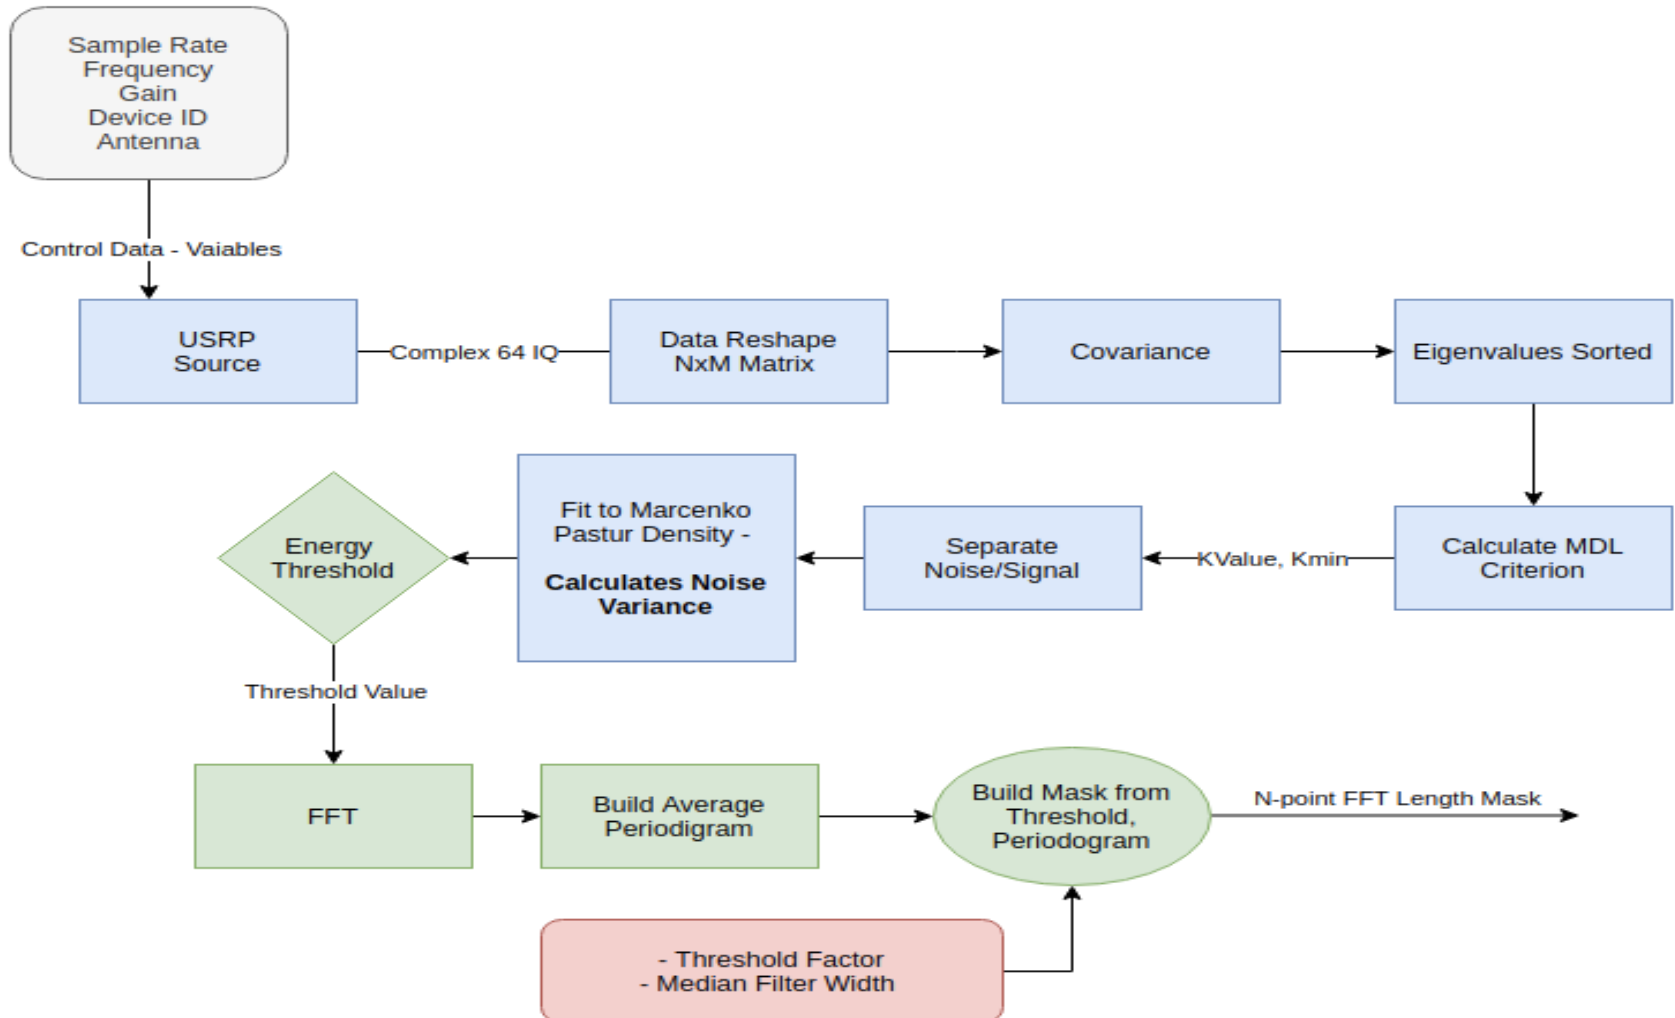 Sample Rate
Frequency
Gain
Device ID
Antenna
Control Data - Vaiables
USRP
Source
Complex 64 IQ
Data Reshape
NxM Matrix
Covariance
Eigenvalues Sorted
Calculate MDL
Criterion
KValue, Kmin
Separate
Noise/Signal
Fit to Marcenko
Pastur Density -
Calculates Noise
Variance
Energy
Threshold
Threshold Value
FFT
Build Average
Periodigram
Build Mask from
Threshold,
Periodogram
N-point FFT Length Mask
- Threshold Factor
- Median Filter Width